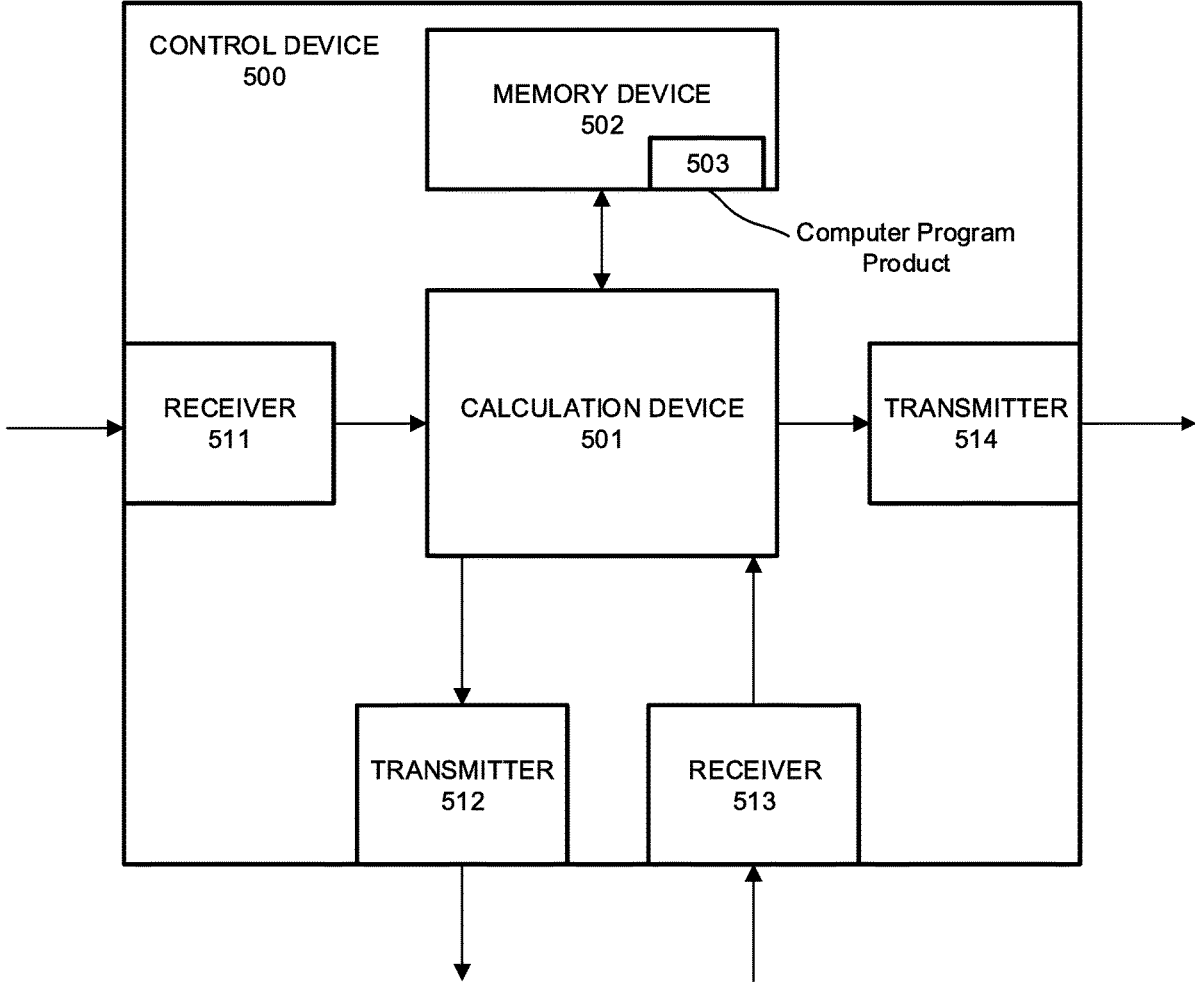 CONTROL DEVICE
500
MEMORY DEVICE
502
503
Computer Program
Product
RECEIVER
511
CALCULATION DEVICE
501
TRANSMITTER
514
TRANSMITTER
512
RECEIVER
513